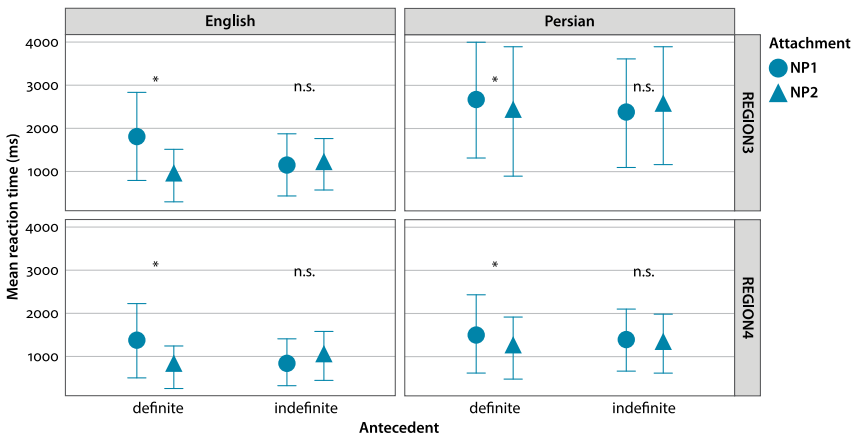 English
Persian
Attachment
NP1
NP2
Mean reaction time (ms)
4000
3000
2000
1000
*
n.s.
*
n.s.
REGION3
4000
3000
2000
1000
*
n.s.
*
n.s.
REGION4
definite
indefinite
definite
indefinite
Antecedent